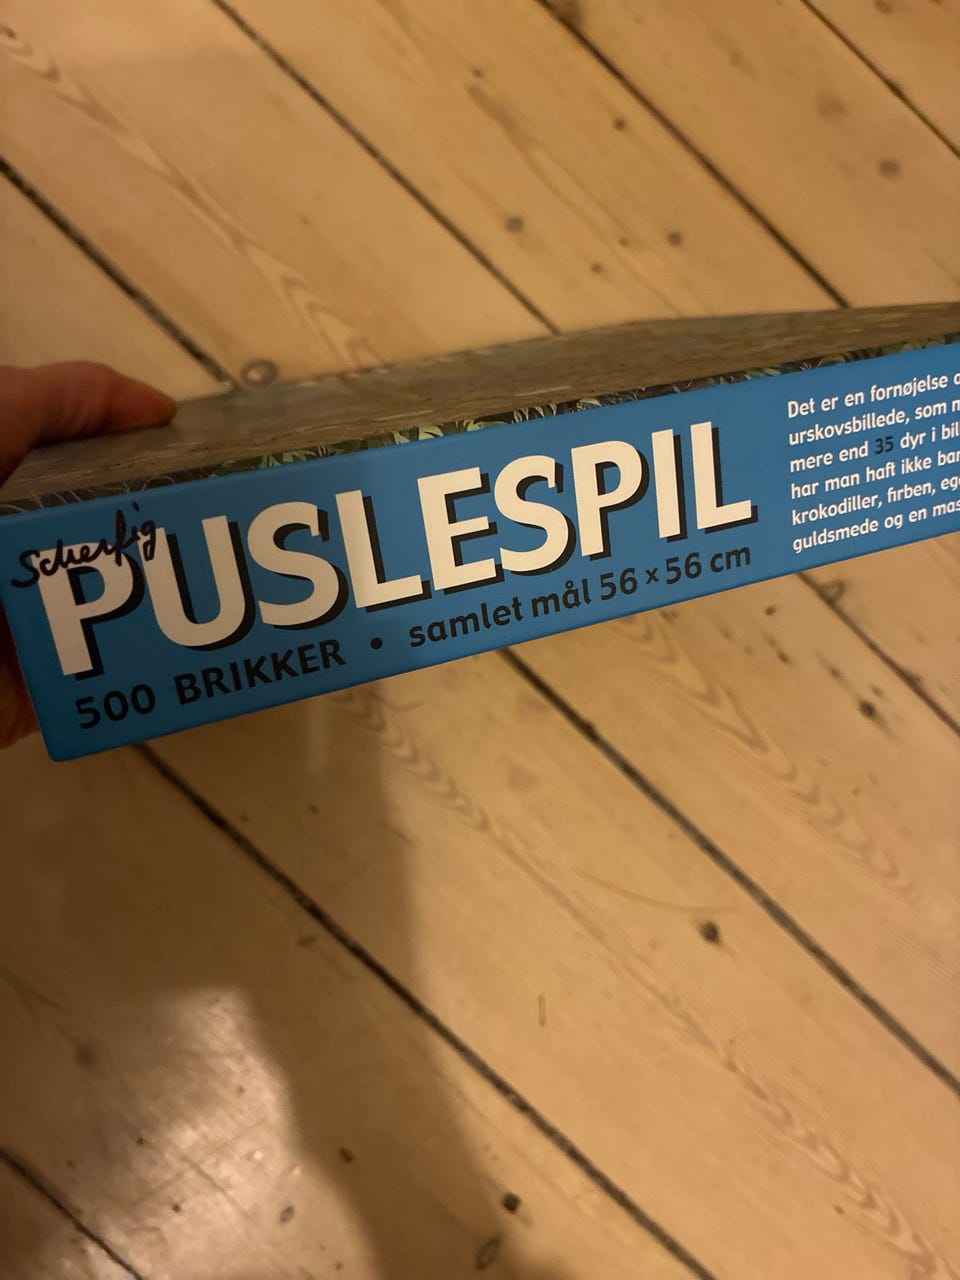 Scherfig
PUSLESPIL
500 BRIKKER • samlet mål 56 × 56 cm
Det er en fornøjelse
urskovsbillede, som
mere end 35 dyr i
har man haft ikke
krokodiller, firben,
guldsmede og en